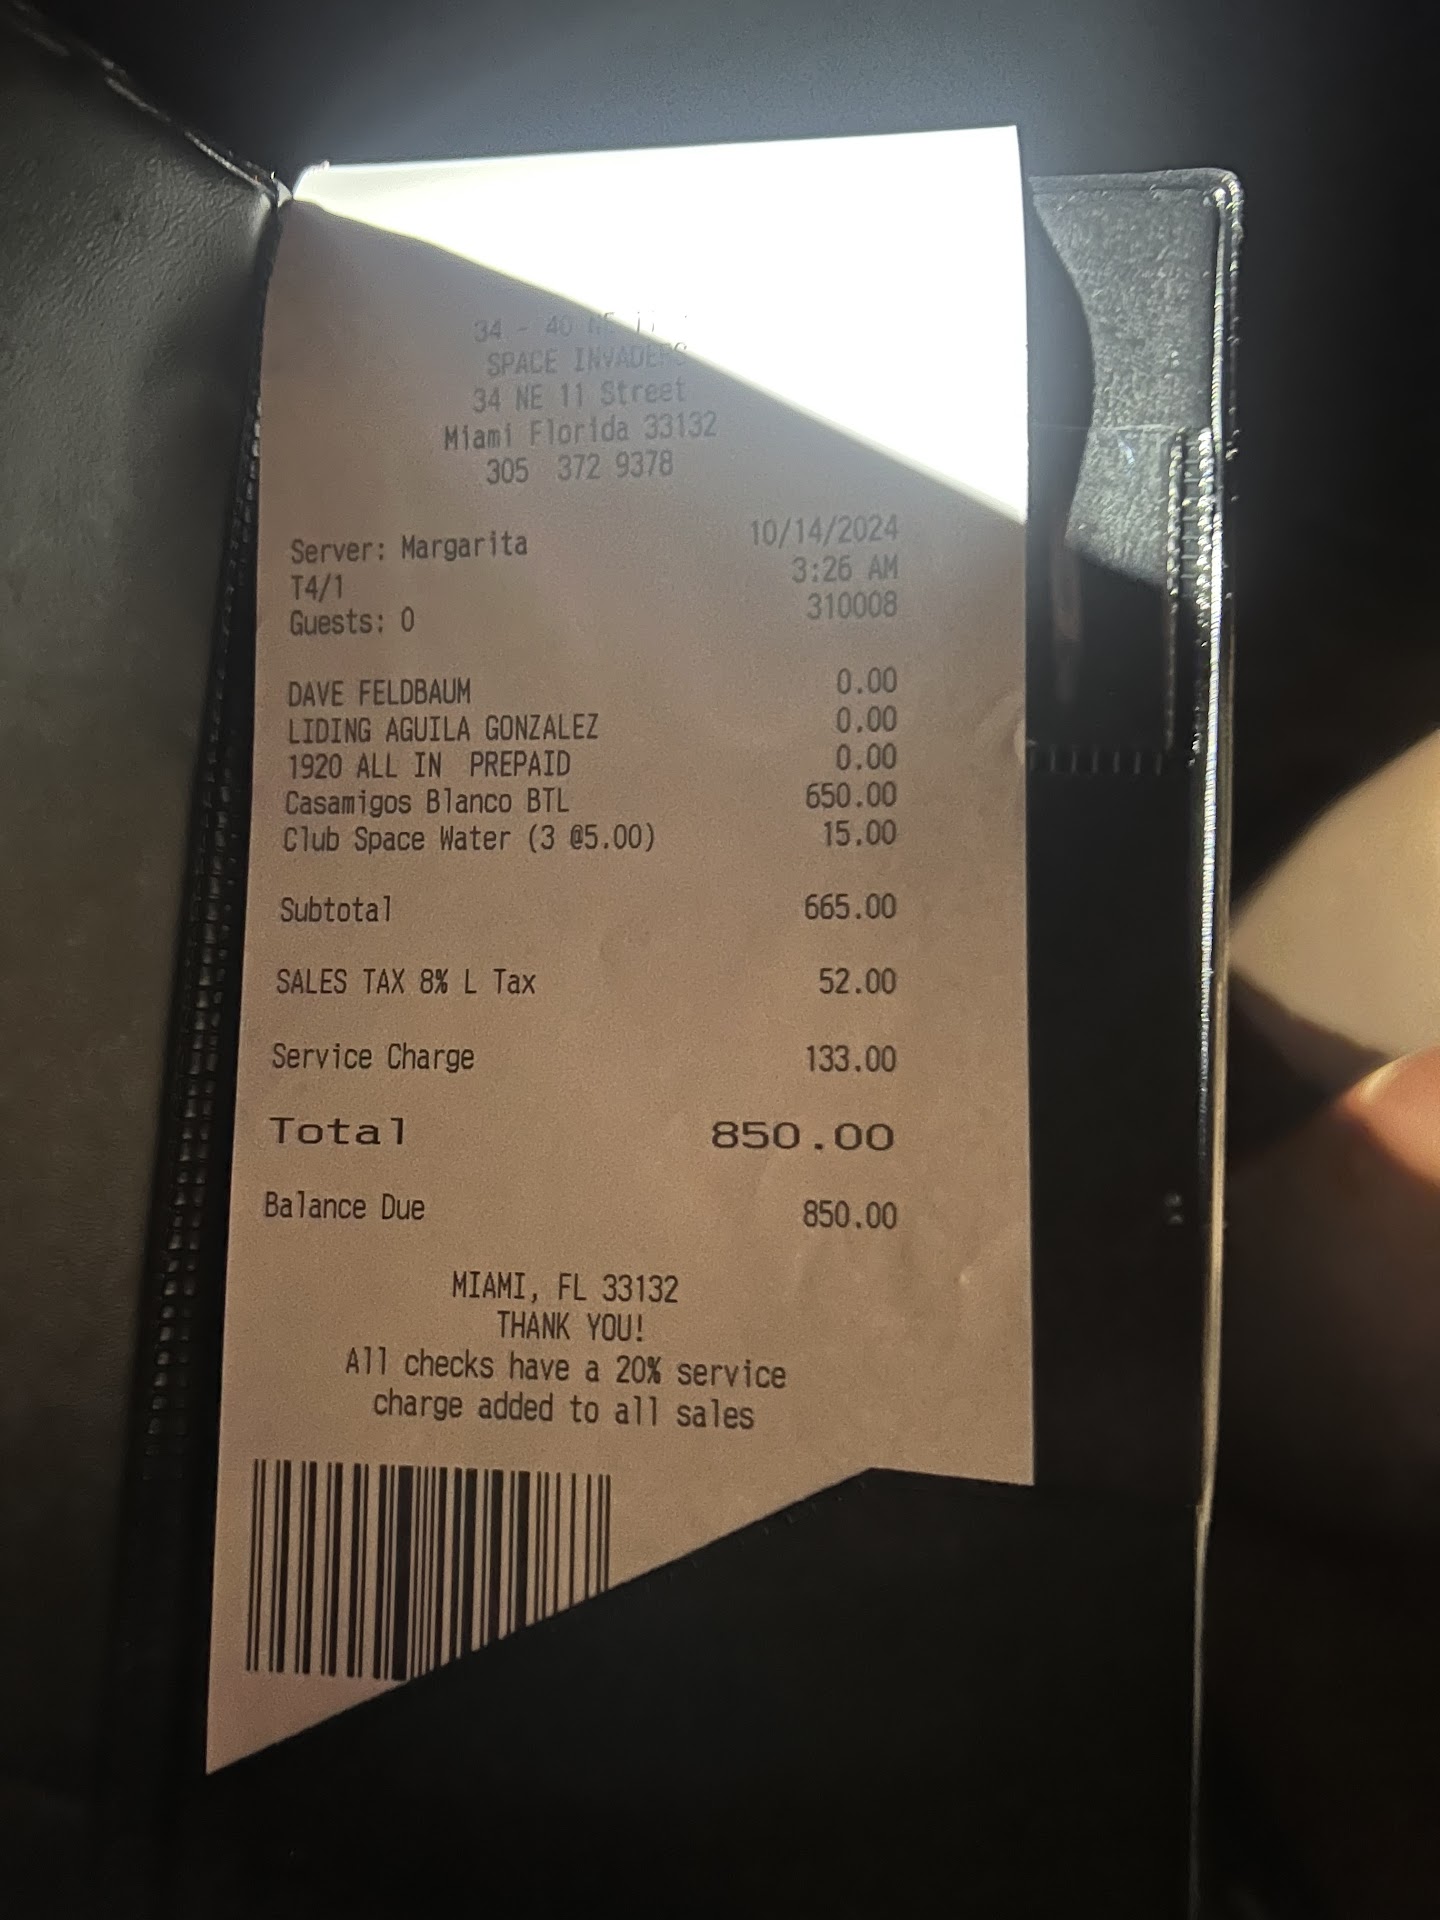 34 - 40 NE 11
SPACE INVADERS
34 NE 11 Street
Miami Florida 33132
305 372 9378
Server: Margarita 10/14/2024
T4/1 3:26 AM
Guests: 0 310008
DAVE FELDBAUM 0.00
LIDING AGUILA GONZALEZ 0.00
1920 ALL IN PREPAID 0.00
Casamigos Blanco BTL 650.00
Club Space Water (3 @5.00) 15.00
Subtotal 665.00
SALES TAX 8% L Tax 52.00
Service Charge 133.00
Total 850.00
Balance Due 850.00
MIAMI, FL 33132
THANK YOU!
All checks have a 20% service
charge added to all sales